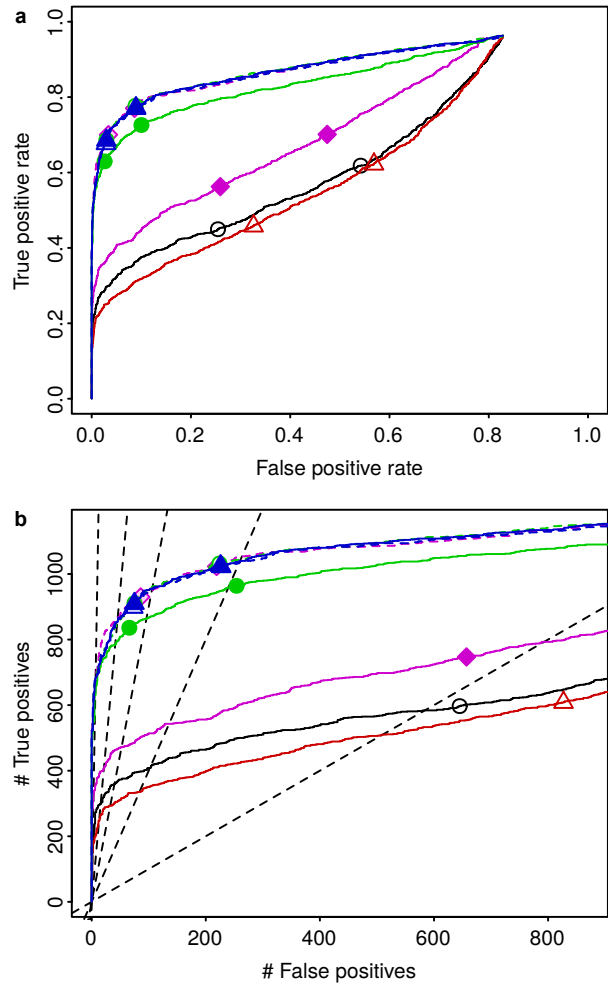 a
True positive rate
1.0
0.8
0.6
0.4
0.2
0.0
0.0 0.2 0.4 0.6 0.8 1.0
False positive rate
b
# True positives
1000
800
600
400
200
0
0 200 400 600 800
# False positives